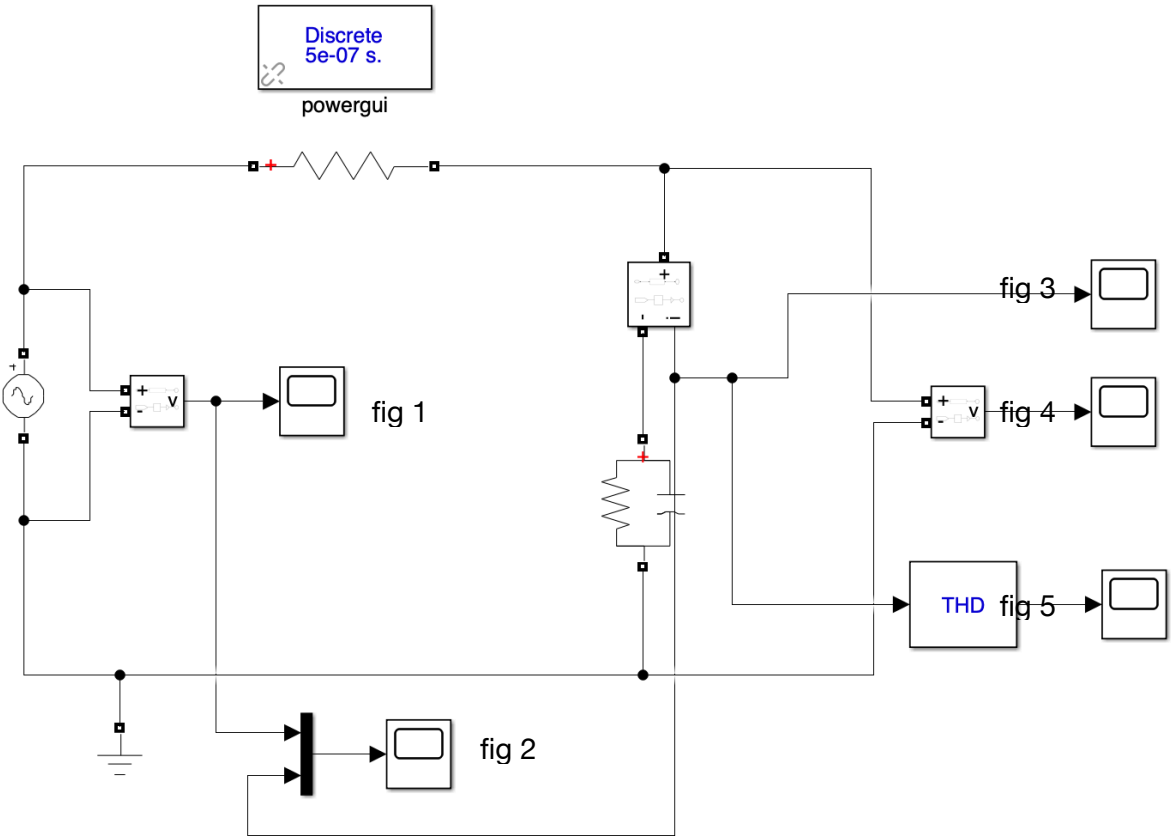 Discrete
5e-07 s.
powergui
+
+
+
-
v
fig 1
+
-
i
+
fig 3
+
-
v
fig 4
THD
fig 5
fig 2